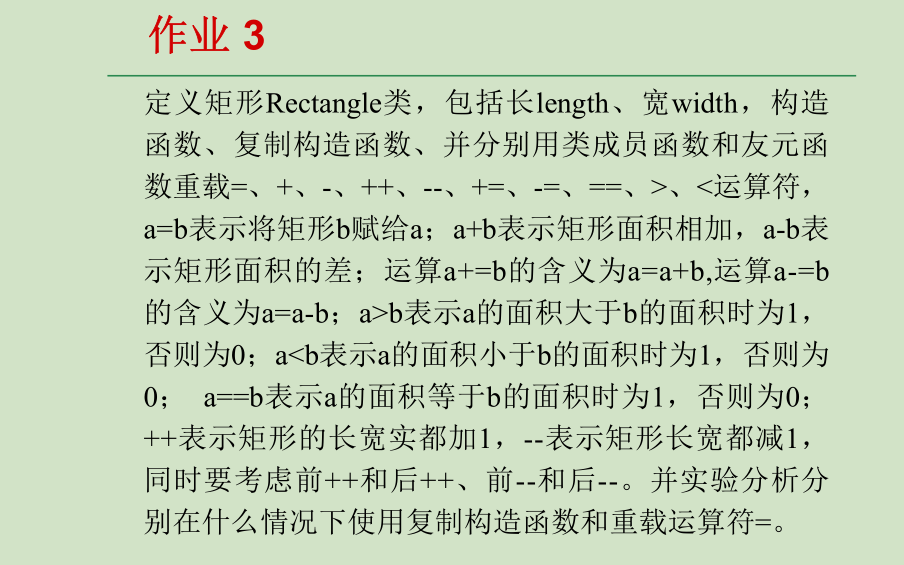 作业 3
定义矩形Rectangle类，包括长length、宽width，构造
函数、复制构造函数、并分别用类成员函数和友元函
数重载=、+、-、++、--、+=、-=、==、>、<运算符，
a=b表示将矩形b赋给a；a+b表示矩形面积相加，a-b表
示矩形面积的差；运算a+=b的含义为a=a+b,运算a-=b
的含义为a=a-b；a>b表示a的面积大于b的面积时为1，
否则为0；a<b表示a的面积小于b的面积时为1，否则为
0； a==b表示a的面积等于b的面积时为1，否则为0；
++表示矩形的长宽实都加1，--表示矩形长宽都减1，
同时要考虑前++和后++、前--和后--。并实验分析分
别在什么情况下使用复制构造函数和重载运算符=。